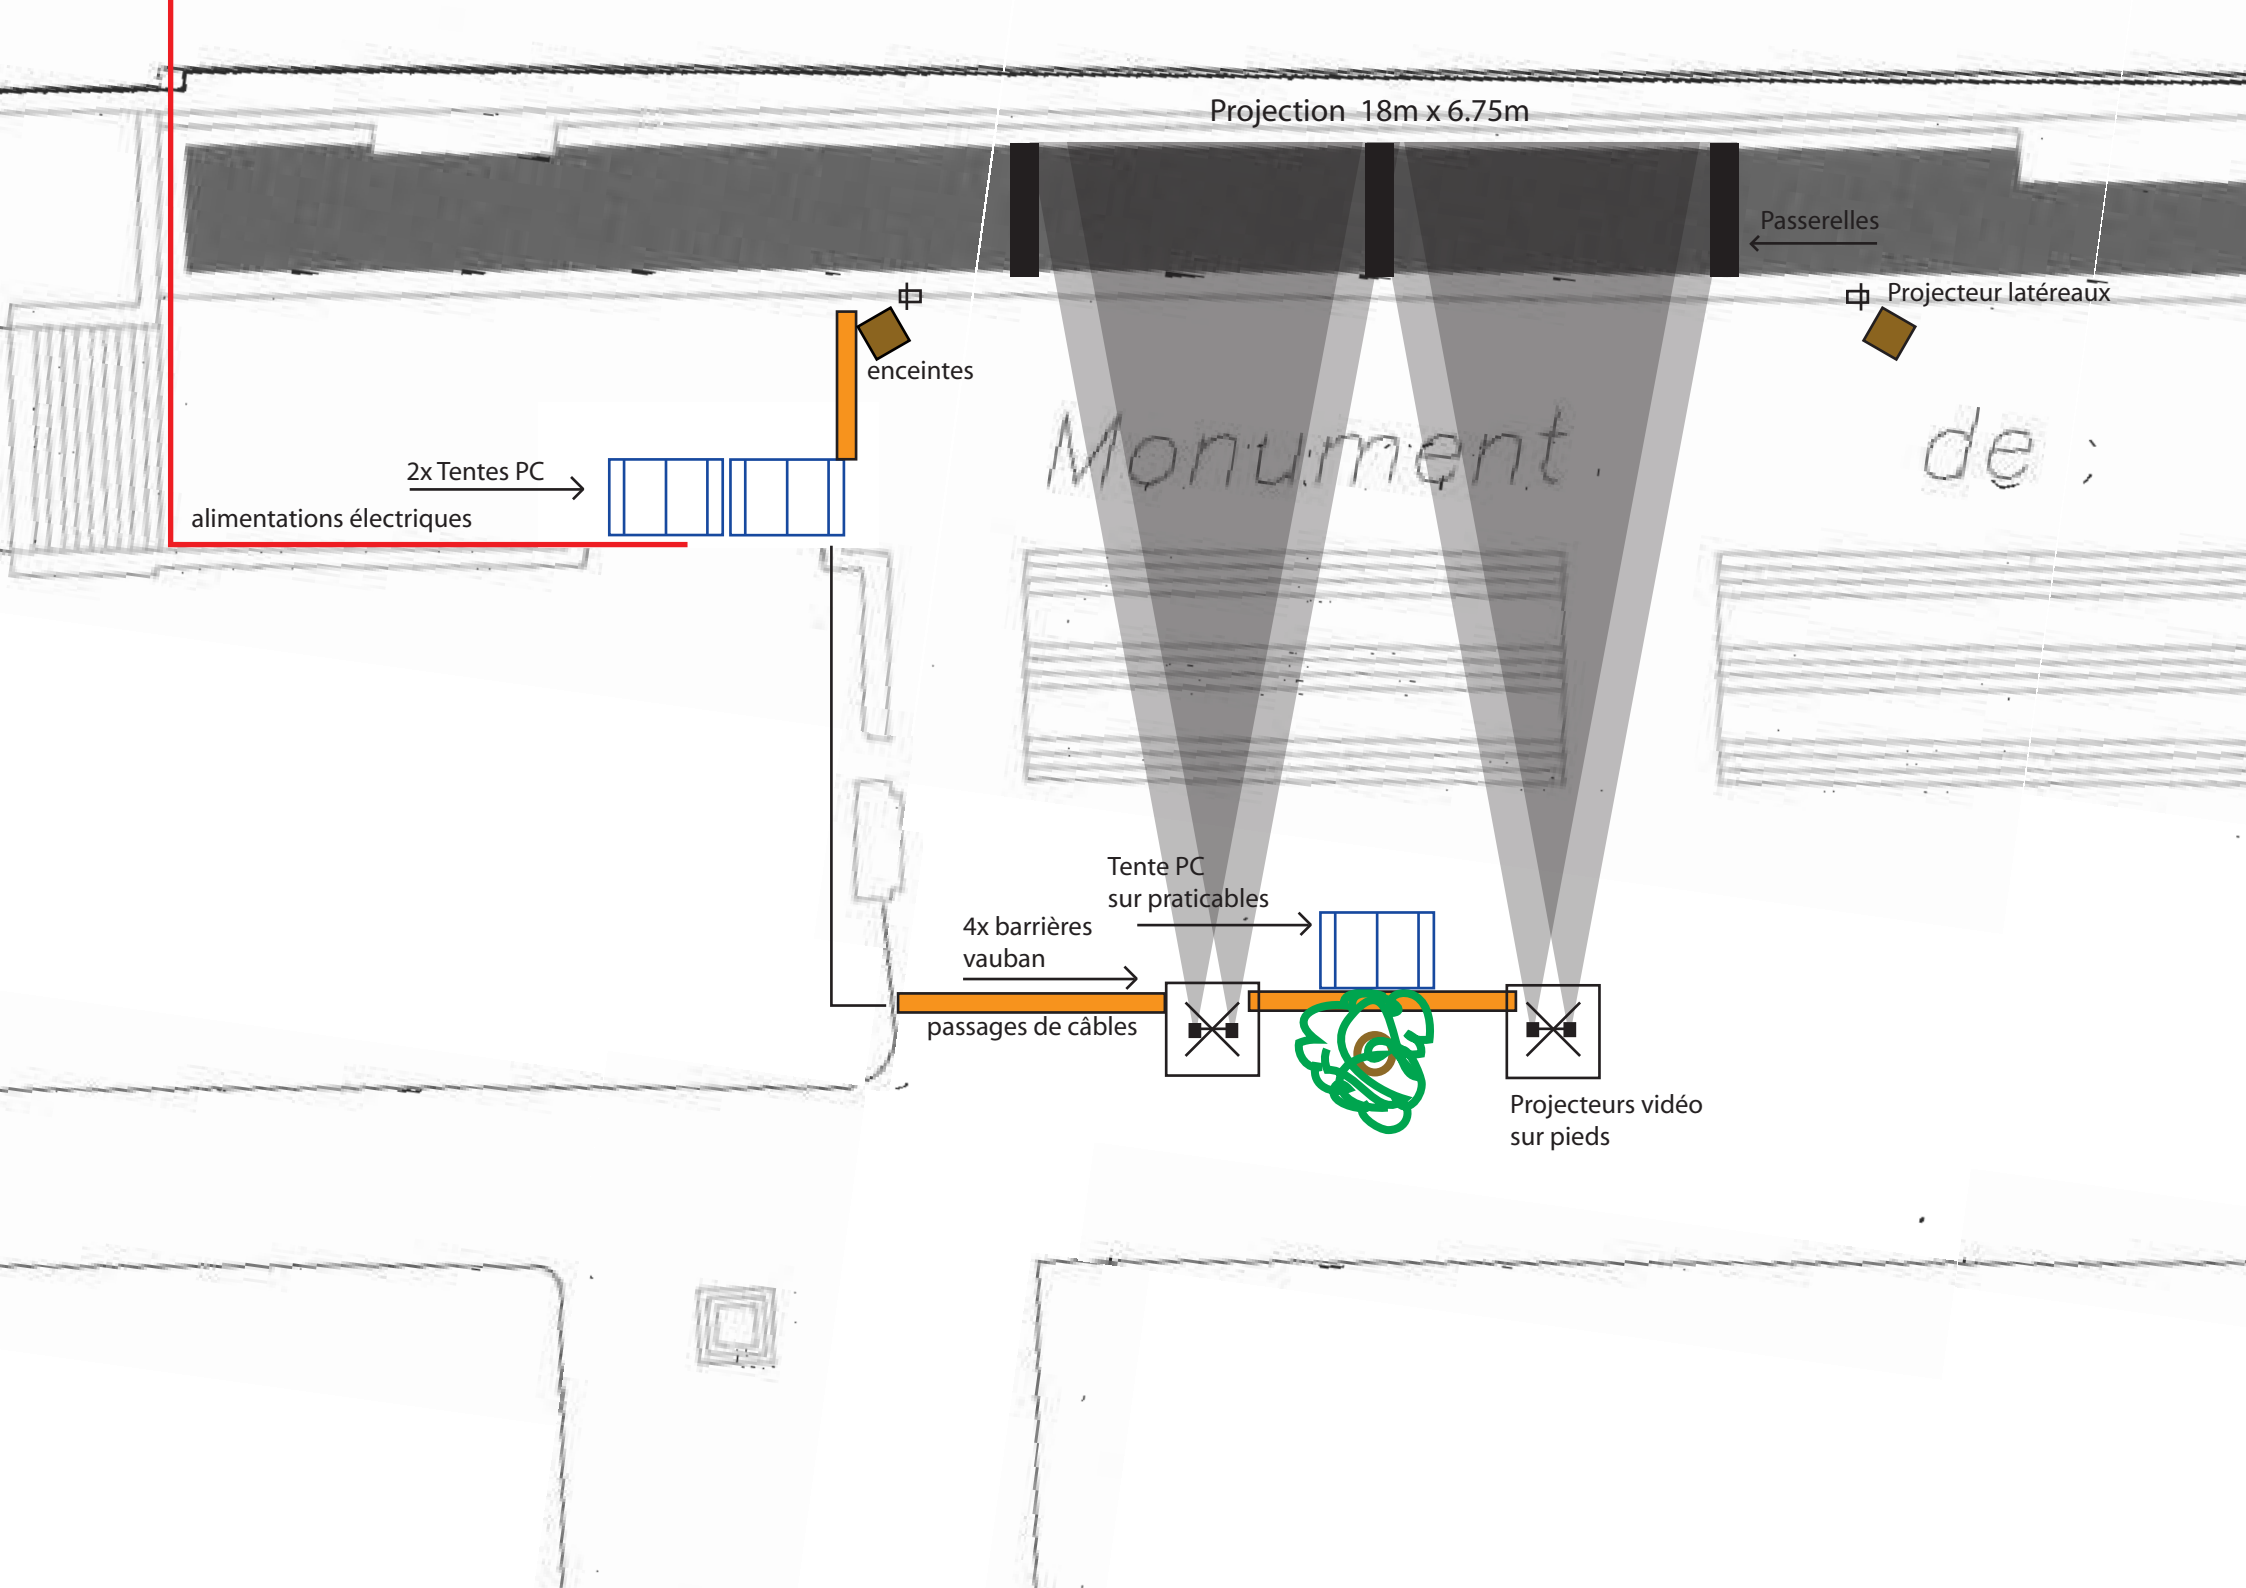 Projection 18m x 6.75m
Passerelles
Projecteur latéreaux
enceintes
Monument de :
2x Tentes PC
alimentations électriques
Tente PC
sur praticables
4x barrières
vauban
passages de câbles
Projecteurs vidéo
sur pieds